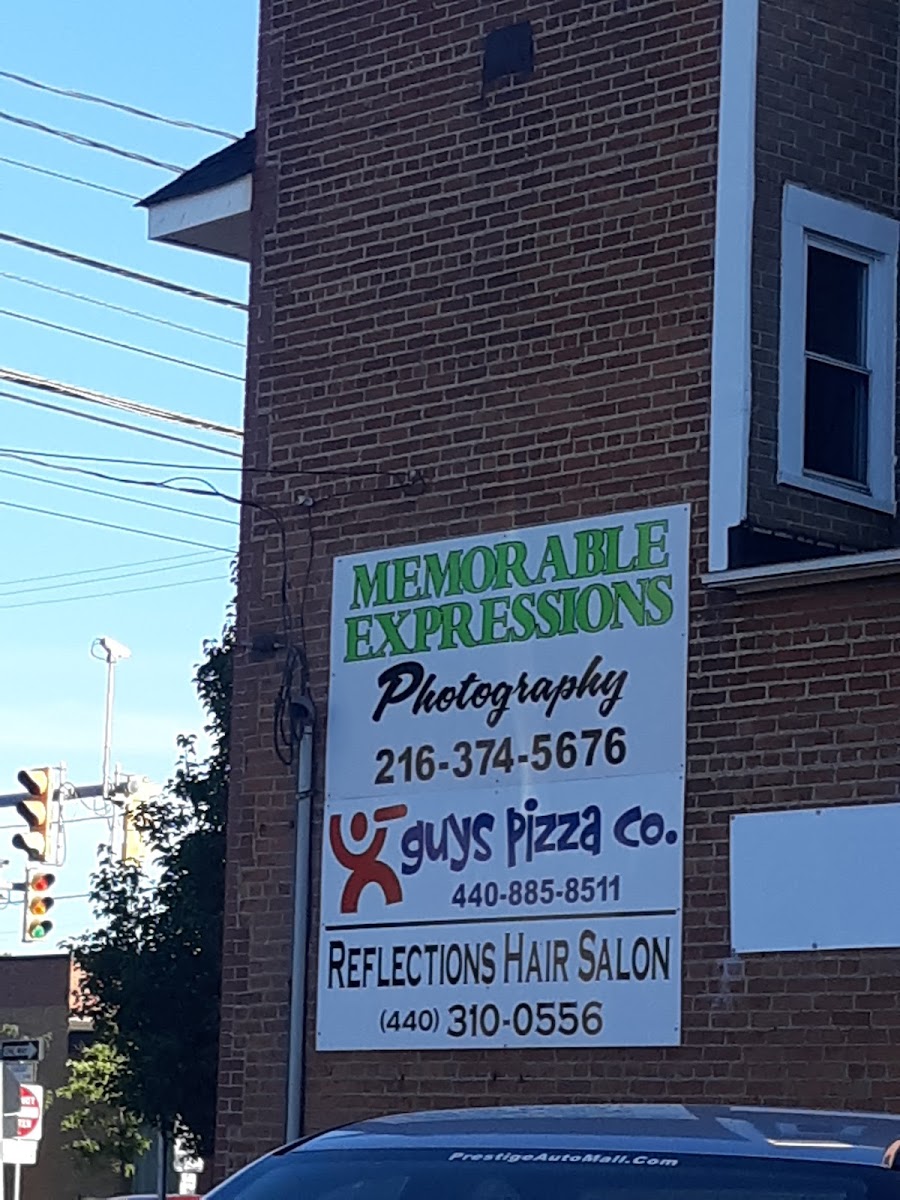 MEMORABLE
EXPRESSIONS
Photography
216-374-5676
guys pizza co.
440-885-8511
REFLECTIONS HAIR SALON
(440) 310-0556
PrestigeAutoMall.Com